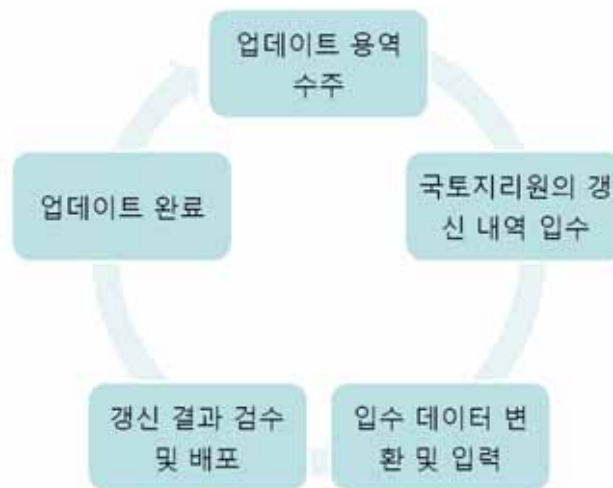 업데이트 용역
수주
국토지리원의 갱
신 내역 입수
입수 데이터 변
환 및 입력
갱신 결과 검수
및 배포
업데이트 완료